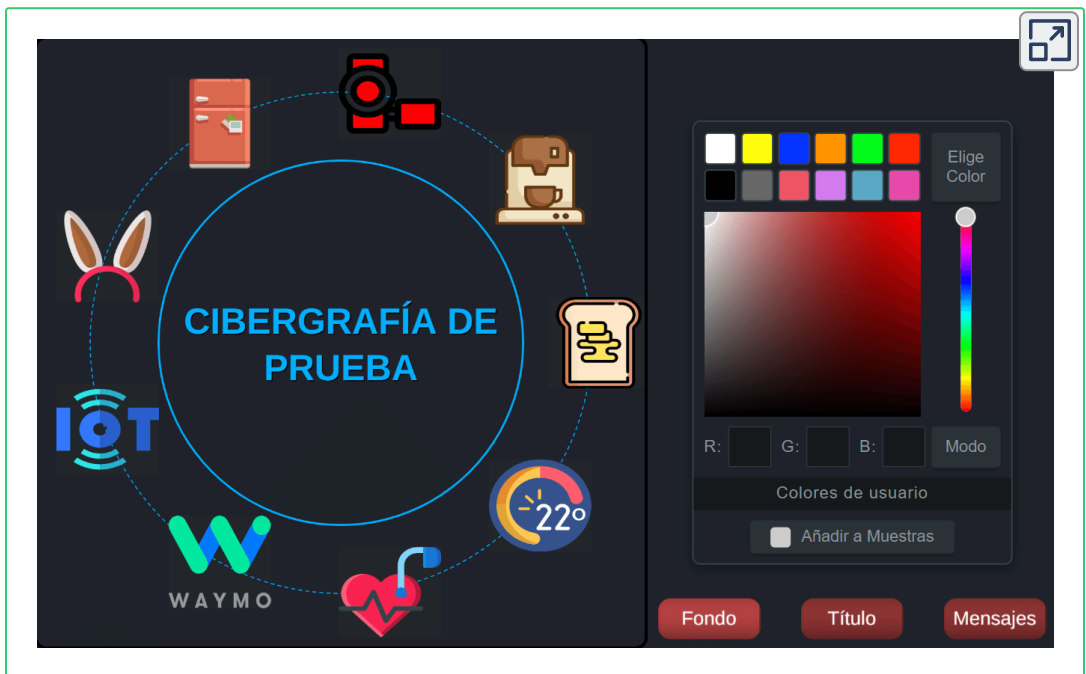 CIBERGRAFÍA DE
PRUEBA
IOT
22º
WAYMO
Elige
Color
R:
G:
B:
Modo
Colores de usuario
Añadir a Muestras
Fondo
Título
Mensajes